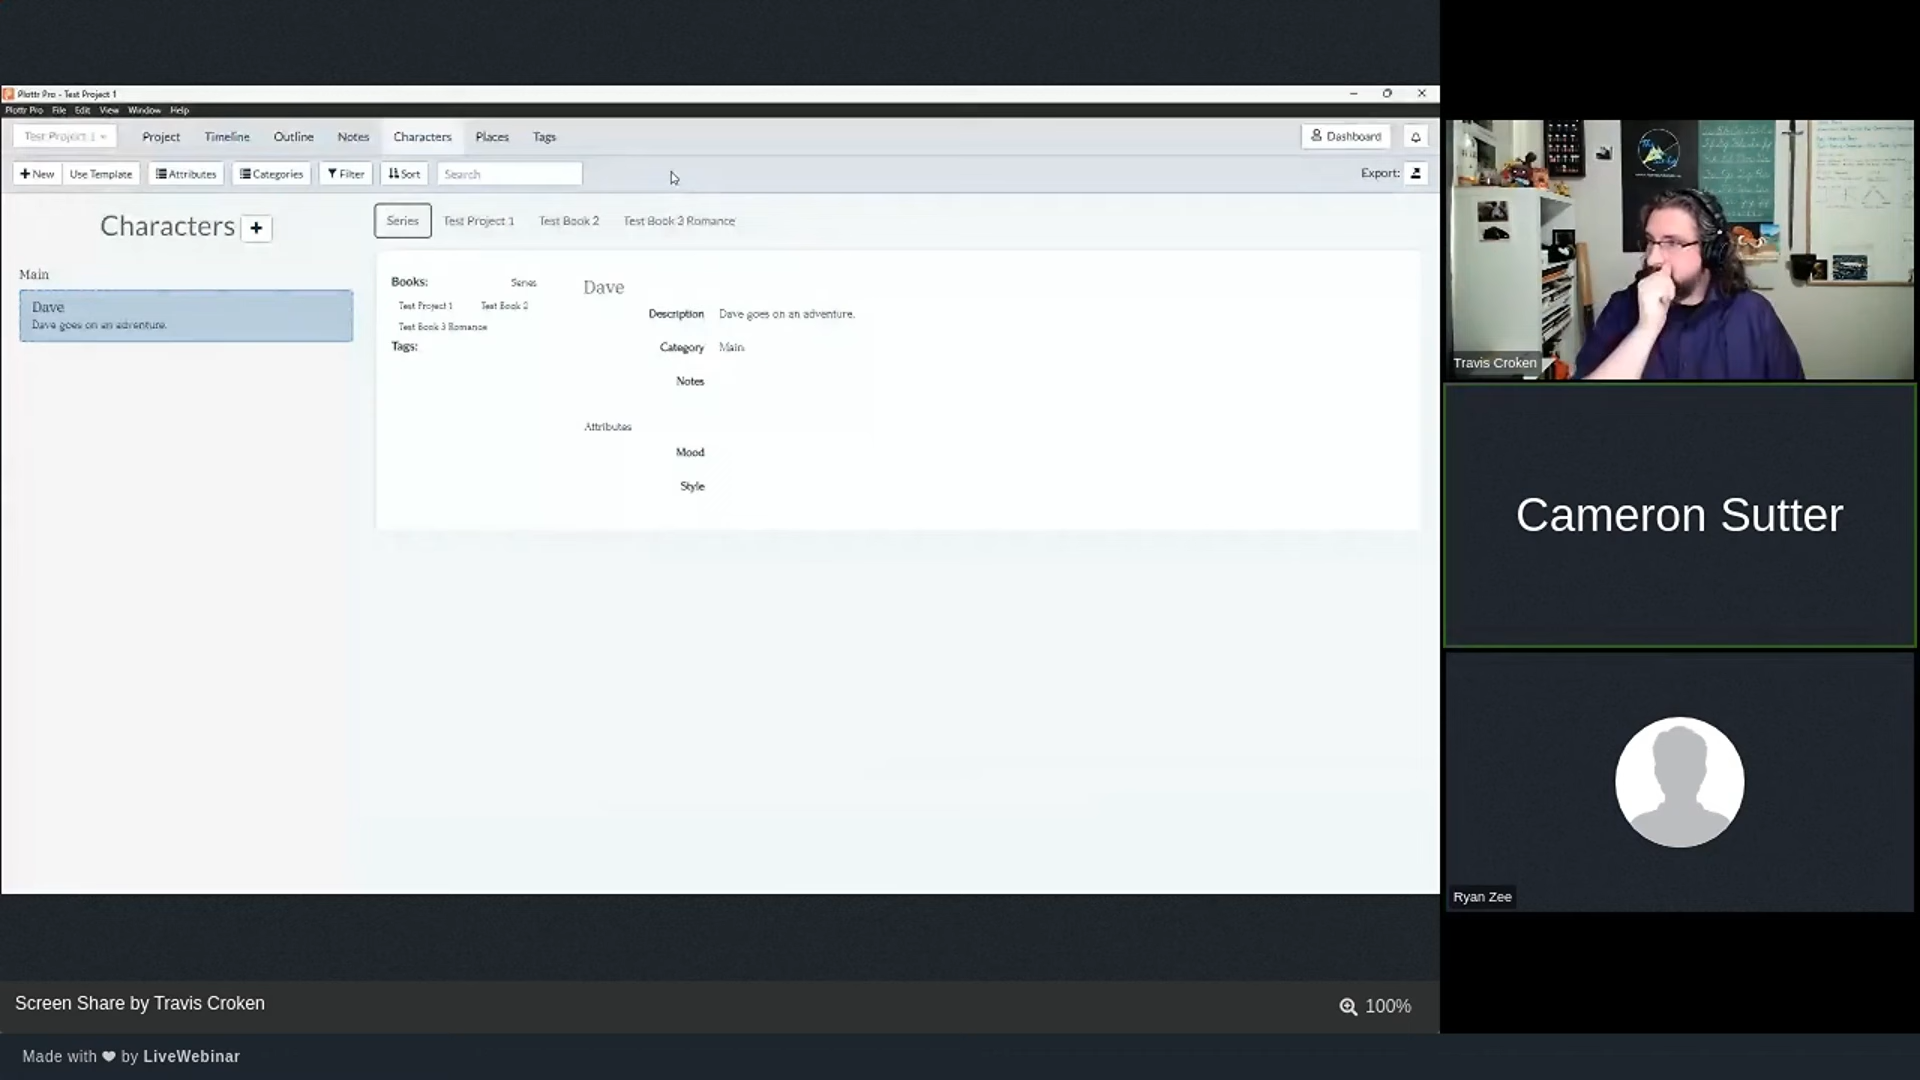 Plottr Pro - Test Project 1
Plottr Pro File Edit View Window Help
Test Project 1 Project Timeline Outline Notes Characters Places Tags Dashboard
New Use Template Attributes Categories Filter Sort Search Export:
Characters
Series Test Project 1 Test Book 2 Test Book 3 Romance
Main
Dave
Dave goes on an adventure.
Books: Series
Test Project 1 Test Book 2
Test Book 3 Romance
Tags:
Dave
Description Dave goes on an adventure.
Category Main
Notes
Attributes
Mood
Style
Travis Croken
Cameron Sutter
Ryan Zee
Screen Share by Travis Croken
100%
Made with ❤ by LiveWebinar